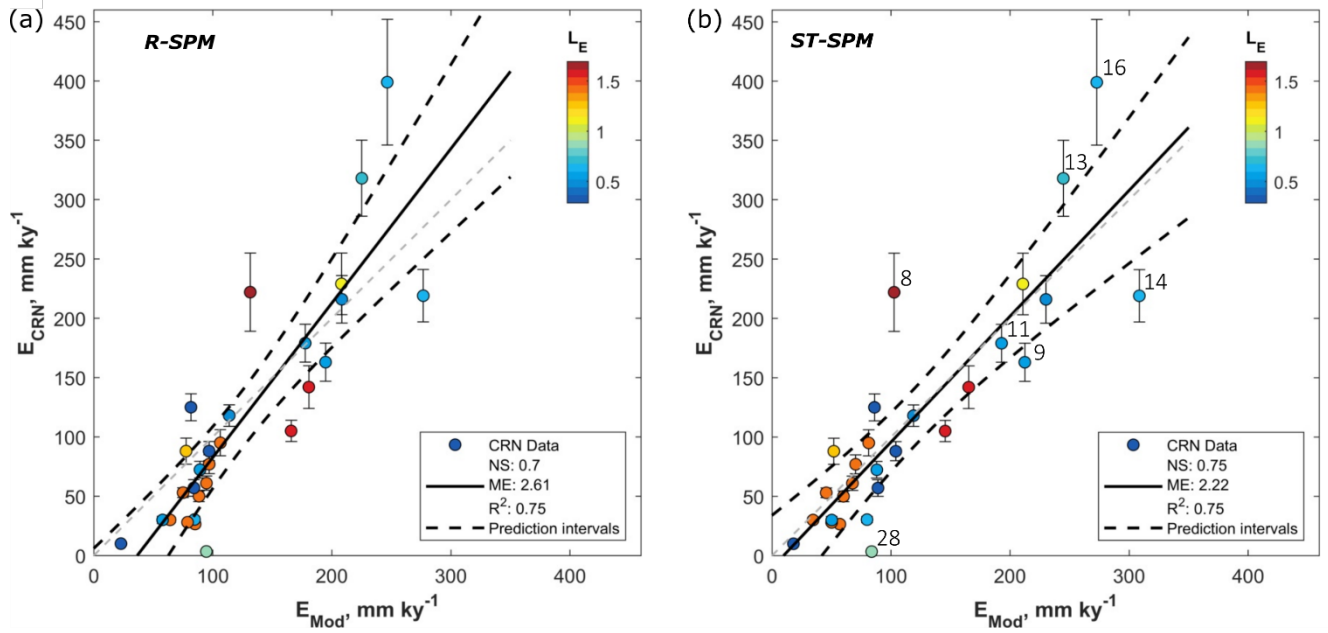 (a)
R-SPM
L_E
1.5
1
0.5
450
400
350
300
250
200
150
100
50
0
E_CRN, mm ky^-1
CRN Data
NS: 0.7
ME: 2.61
R^2: 0.75
Prediction intervals
0 100 200 300 400
E_Mod, mm ky^-1
(b)
ST-SPM
L_E
1.5
1
0.5
16
13
8
14
11
9
28
450
400
350
300
250
200
150
100
50
0
E_CRN, mm ky^-1
CRN Data
NS: 0.75
ME: 2.22
R^2: 0.75
Prediction intervals
0 100 200 300 400
E_Mod, mm ky^-1